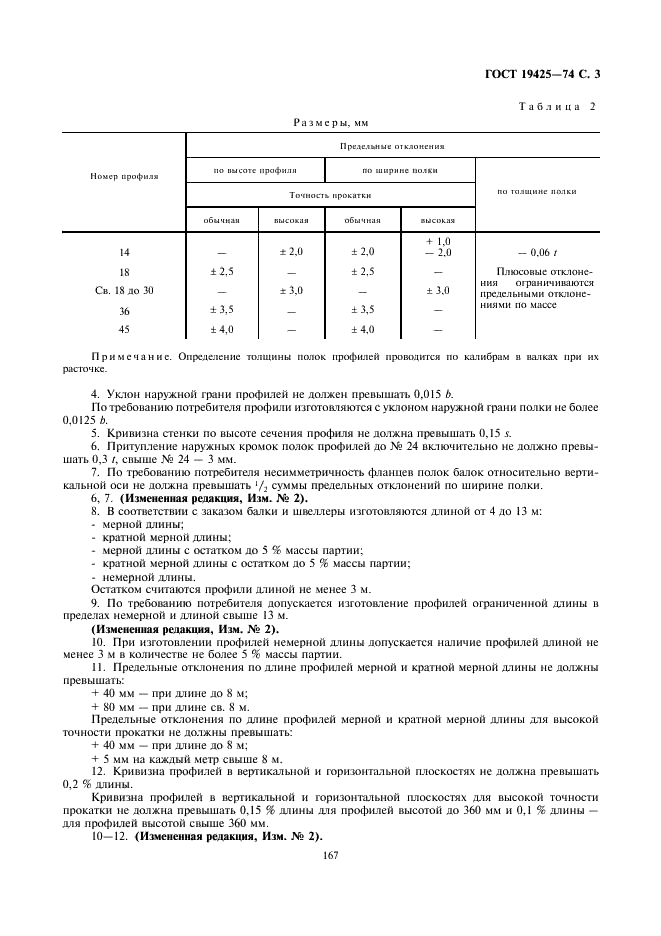 ГОСТ 19425—74 С. 3
Таблица 2
Размеры, мм
Номер профиля
Предельные отклонения
по высоте профиля
по ширине полки
по толщине полки
Точность прокатки
обычная
высокая
обычная
высокая
14
—
± 2,0
± 2,0
+ 1,0
— 2,0
— 0,06 t
18
± 2,5
—
± 2,5
—
Плюсовые отклоне-
ния ограничиваются
предельными отклоне-
ниями по массе
Св. 18 до 30
—
± 3,0
—
± 3,0
36
± 3,5
—
± 3,5
—
45
± 4,0
—
± 4,0
—
Примечание. Определение толщины полок профилей проводится по калибрам в валках при их
расточке.
4. Уклон наружной грани профилей не должен превышать 0,015 b.
По требованию потребителя профили изготовляются с уклоном наружной грани полки не более
0,0125 b.
5. Кривизна стенки по высоте сечения профиля не должна превышать 0,15 s.
6. Притупление наружных кромок полок профилей до № 24 включительно не должно превы-
шать 0,3 t, свыше № 24 — 3 мм.
7. По требованию потребителя несимметричность фланцев полок балок относительно верти-
кальной оси не должна превышать 1/2 суммы предельных отклонений по ширине полки.
6, 7. (Измененная редакция, Изм. № 2).
8. В соответствии с заказом балки и швеллеры изготовляются длиной от 4 до 13 м:
- мерной длины;
- кратной мерной длины;
- мерной длины с остатком до 5 % массы партии;
- кратной мерной длины с остатком до 5 % массы партии;
- немерной длины.
Остатком считаются профили длиной не менее 3 м.
9. По требованию потребителя допускается изготовление профилей ограниченной длины в
пределах немерной и длиной свыше 13 м.
(Измененная редакция, Изм. № 2).
10. При изготовлении профилей немерной длины допускается наличие профилей длиной не
менее 3 м в количестве не более 5 % массы партии.
11. Предельные отклонения по длине профилей мерной и кратной мерной длины не должны
превышать:
+ 40 мм — при длине до 8 м;
+ 80 мм — при длине св. 8 м.
Предельные отклонения по длине профилей мерной и кратной мерной длины для высокой
точности прокатки не должны превышать:
+ 40 мм — при длине до 8 м;
+ 5 мм на каждый метр свыше 8 м.
12. Кривизна профилей в вертикальной и горизонтальной плоскостях не должна превышать
0,2 % длины.
Кривизна профилей в вертикальной и горизонтальной плоскостях для высокой точности
прокатки не должна превышать 0,15 % длины для профилей высотой до 360 мм и 0,1 % длины —
для профилей высотой свыше 360 мм.
10—12. (Измененная редакция, Изм. № 2).
167